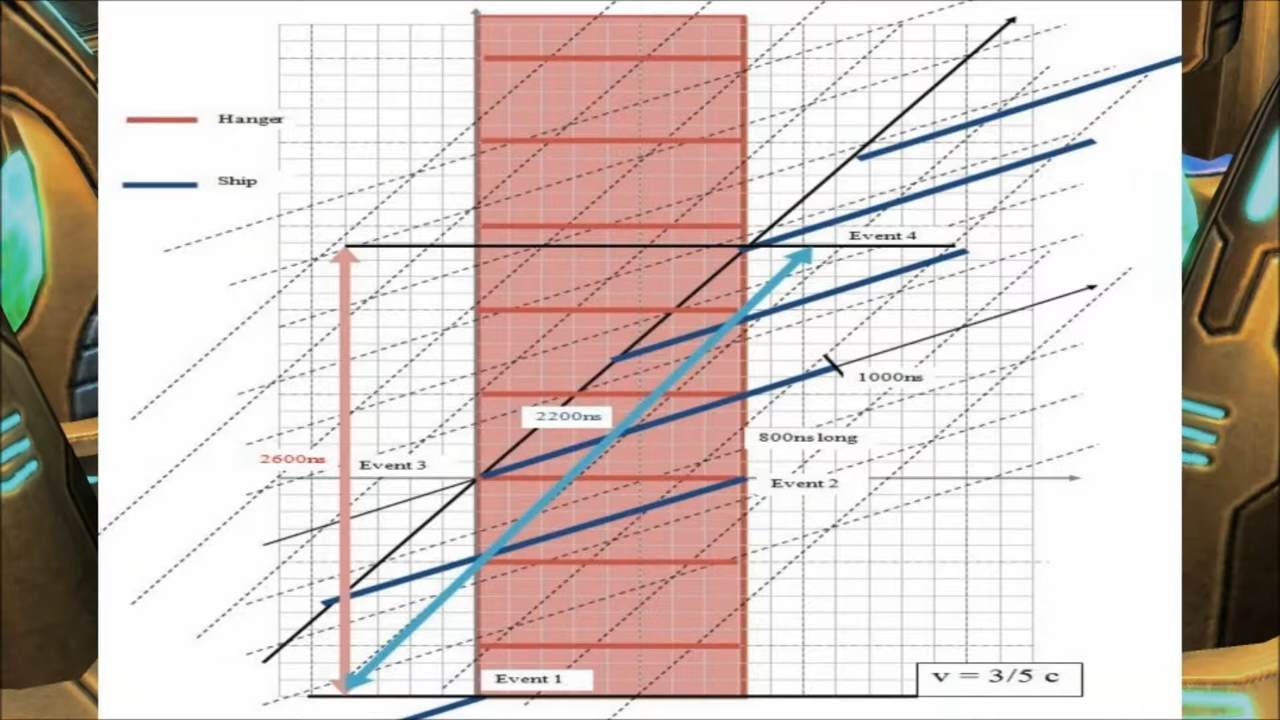 Hanger
Ship
Event 4
1000ns
2200ns
800ns long
2600ns
Event 3
Event 2
Event 1
v = 3/5 c